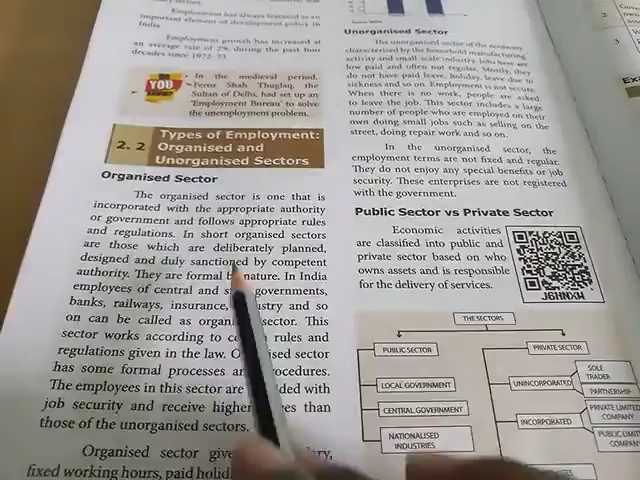 Employment has always featured as an
important element of development policy in
India.
Employment growth has increased at
an average rate of 2% during the past four
decades since 1972–73.
YOU
In the medieval period,
Feroz Shah Thuglaq, the
Sultan of Delhi, had set up an
'Employment Bureau' to solve
the unemployment problem.
2. 2
Types of Employment:
Organised and
Unorganised Sectors
Organised Sector
The organised sector is one that is
incorporated with the appropriate authority
or government and follows appropriate rules
and regulations. In short organised sectors
are those which are deliberately planned,
designed and duly sanctioned by competent
authority. They are formal by nature. In India
employees of central and governments,
banks, railways, insurance, and so
on can be called as sector. This
sector works according to rules and
regulations given in the law. sector
has some formal processes
The employees in this sector are with
job security and receive higher than
those of the unorganised sectors.
Organised sector
fixed working hours, paid
Unorganised Sector
The unorganised sector of the economy
characterised by the household manufacturing
activity and small scale industry. Jobs here are
low paid and often not regular. Mostly, they
do not have paid leave, holiday, leave due to
sickness and so on. Employment is not secure.
When there is no work, people are asked
to leave the job. This sector includes a large
number of people who are employed on their
own doing small jobs such as selling on the
street, doing repair work and so on.
In the unorganised sector, the
employment terms are not fixed and regular.
They do not enjoy any special benefits or job
security. These enterprises are not registered
with the government.
Public Sector vs Private Sector
Economic activities
are classified into public and
private sector based on who
owns assets and is responsible
for the delivery of services.
J6HNXW
THE SECTORS
PUBLIC SECTOR
LOCAL GOVERNMENT
CENTRAL GOVERNMENT
NATIONALISED
INDUSTRIES
PRIVATE SECTOR
UNINCORPORATED
SOLE
TRADER
PARTNERSHIP
INCORPORATED
PRIVATE LIMITED
COMPANY
PUBLIC
COMPANY
2
3